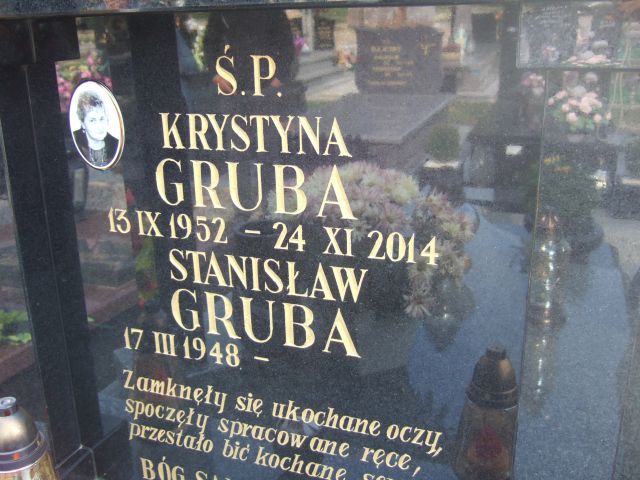 Ś.P.
KRYSTYNA
GRUBA
13 IX 1952 - 24 XI 2014
STANISŁAW
GRUBA
17 III 1948 -
Zamknęły się ukochane oczy,
spoczęły spracowane ręce,
przestało bić kochane
BÓG